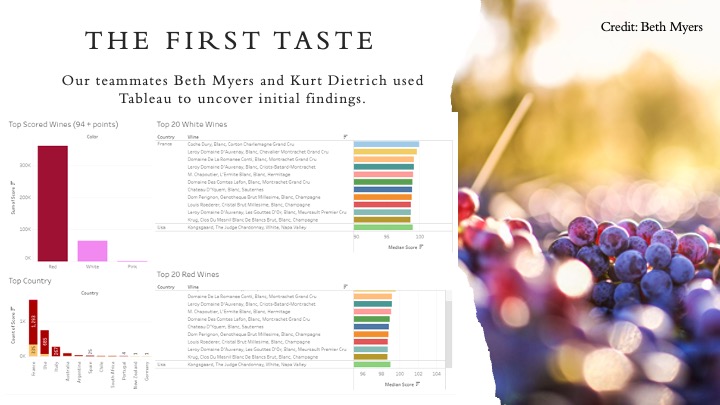 THE FIRST TASTE
Credit: Beth Myers
Our teammates Beth Myers and Kurt Dietrich used
Tableau to uncover initial findings.
Top Scored Wines (94 + points)
Color
Sum of Score
300K
200K
100K
0K
Red
White
Pink
Top 20 White Wines
Country
Wine
France
Coche Dury, Blanc, Corton Charlemagne Grand Cru
Leroy Domaine D'Auvenay, Blanc, Chevalier-Montrachet Grand Cru
Domaine De La Romanee Conti, Blanc, Montrachet Grand Cru
Leroy Domaine D'Auvenay, Blanc, Criots-Batard-Montrachet
M. Chapoutier, L'Ermite Blanc, Blanc, Hermitage
Domaine Des Comtes Lafon, Blanc, Montrachet Grand Cru
Chateau D'Yquem, Blanc, Sauternes
Dom Perignon, Oenotheque Brut Millesime, Blanc, Champagne
Louis Roederer, Cristal Brut Millesime, Blanc, Champagne
Leroy Domaine D'Auvenay, Les Gouttes D'Or, Blanc, Meursault Premier Cru
Krug, Clos Du Mesnil Blanc De Blancs Brut, Blanc, Champagne
Usa
Kongsgaard, The Judge Chardonnay, White, Napa Valley
90
100
Median Score
Top Country
Country
Count of Score
0K
1,293
325
685
France
Usa
Italy
Australia
Argentina
Spain
Chile
South Africa
Portugal
New Zealand
Germany
Top 20 Red Wines
Country
Wine
Domaine De La Romanee Conti, Blanc, Montrachet Grand Cru
Leroy Domaine D'Auvenay, Blanc, Criots-Batard-Montrachet
M. Chapoutier, L'Ermite Blanc, Blanc, Hermitage
Domaine Des Comtes Lafon, Blanc, Montrachet Grand Cru
Chateau D'Yquem, Blanc, Sauternes
Dom Perignon, Oenotheque Brut Millesime, Blanc, Champagne
Louis Roederer, Cristal Brut Millesime, Blanc, Champagne
Leroy Domaine D'Auvenay, Les Gouttes D'Or, Blanc, Meursault Premier Cru
Krug, Clos Du Mesnil Blanc De Blancs Brut, Blanc, Champagne
Usa
Kongsgaard, The Judge Chardonnay, White, Napa Valley
96
98
100
102
104
Median Score